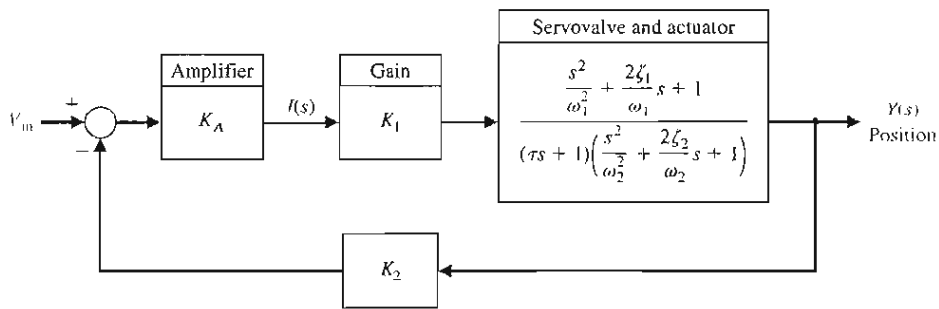 Servovalve and actuator
Amplifier
Gain
V_in
+
−
K_A
I(s)
K_1
s^2/ω_1^2 + 2ζ_1/ω_1 s + 1
(τs + 1)(s^2/ω_2^2 + 2ζ_2/ω_2 s + 1)
Y(s)
Position
K_2